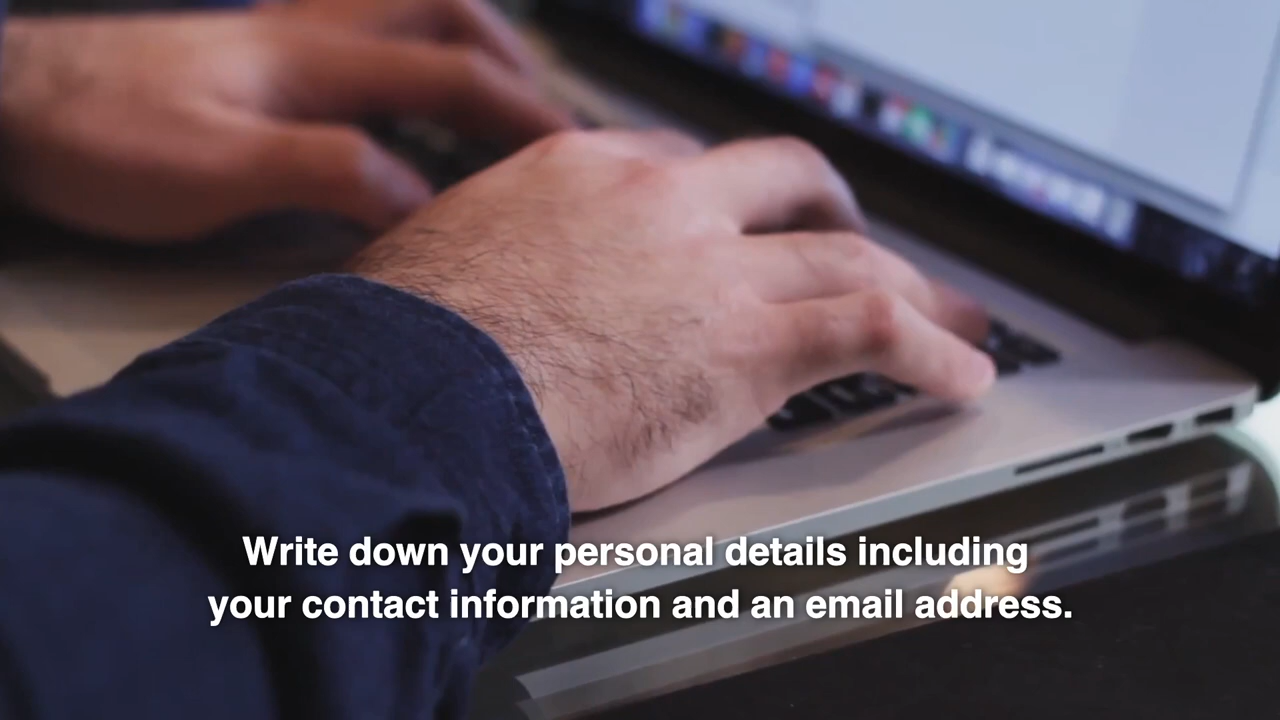 Write down your personal details including
your contact information and an email address.